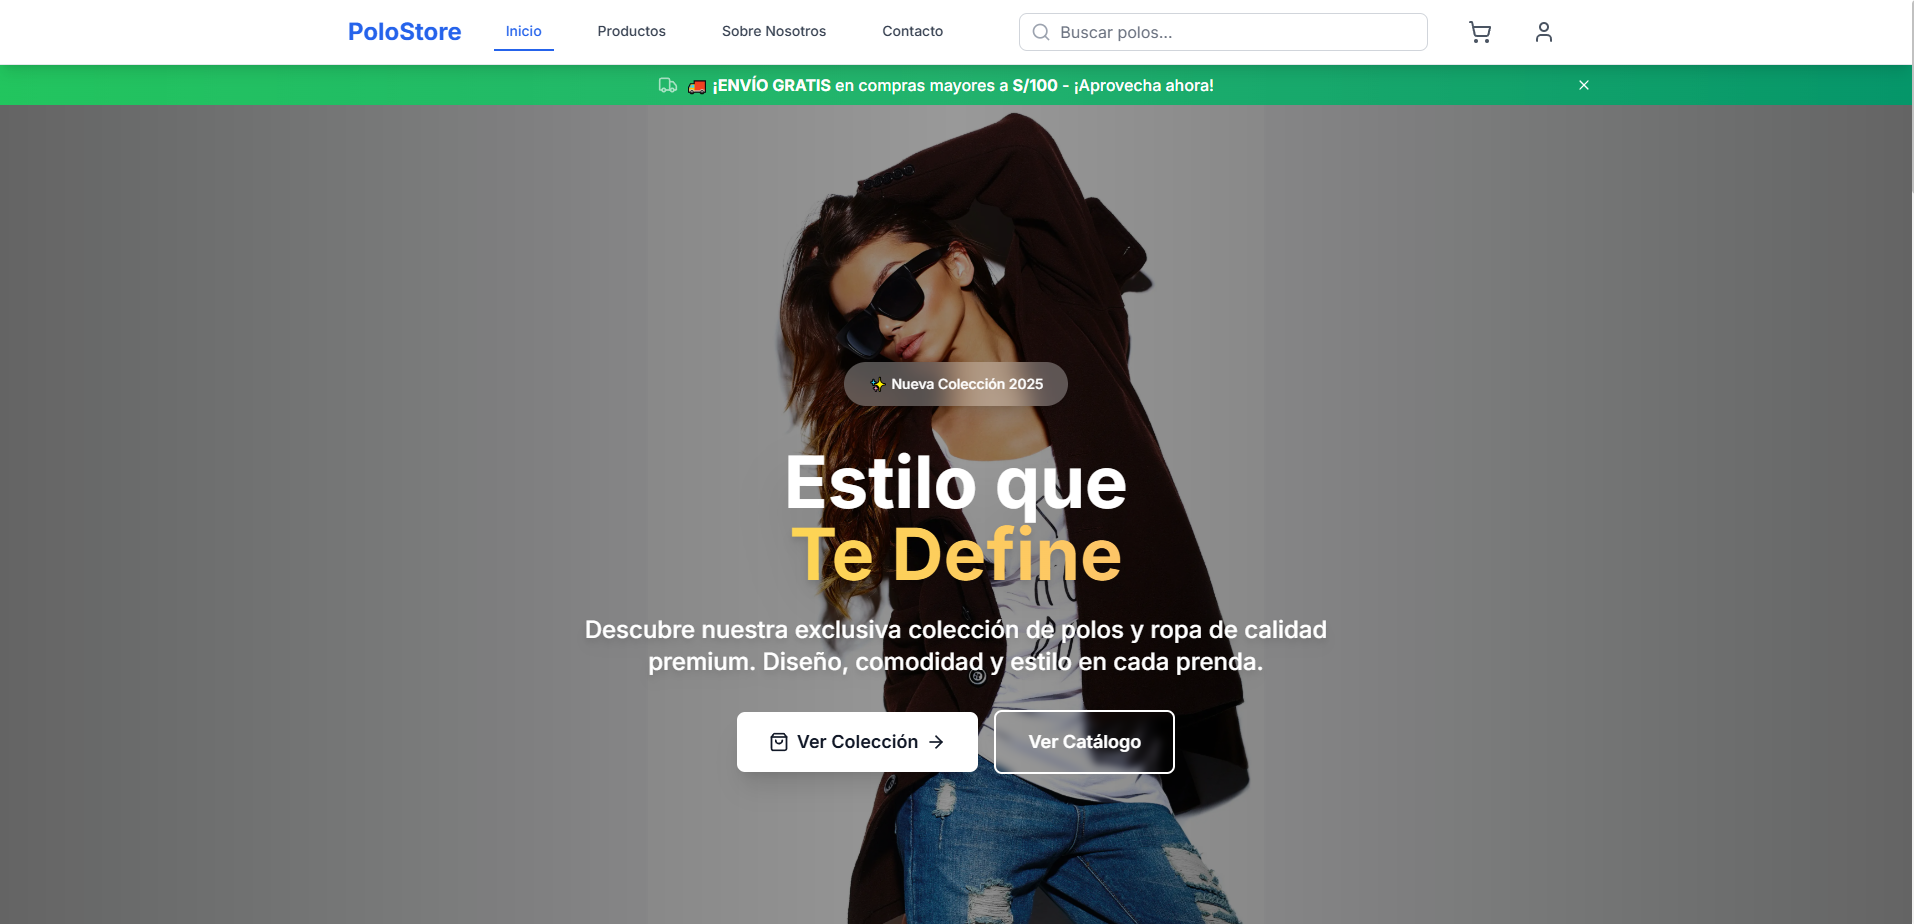 PoloStore
Inicio
Productos
Sobre Nosotros
Contacto
Buscar polos...
¡ENVÍO GRATIS en compras mayores a S/100 - ¡Aprovecha ahora!
Nueva Colección 2025
Estilo que
Te Define
Descubre nuestra exclusiva colección de polos y ropa de calidad
premium. Diseño, comodidad y estilo en cada prenda.
Ver Colección
Ver Catálogo